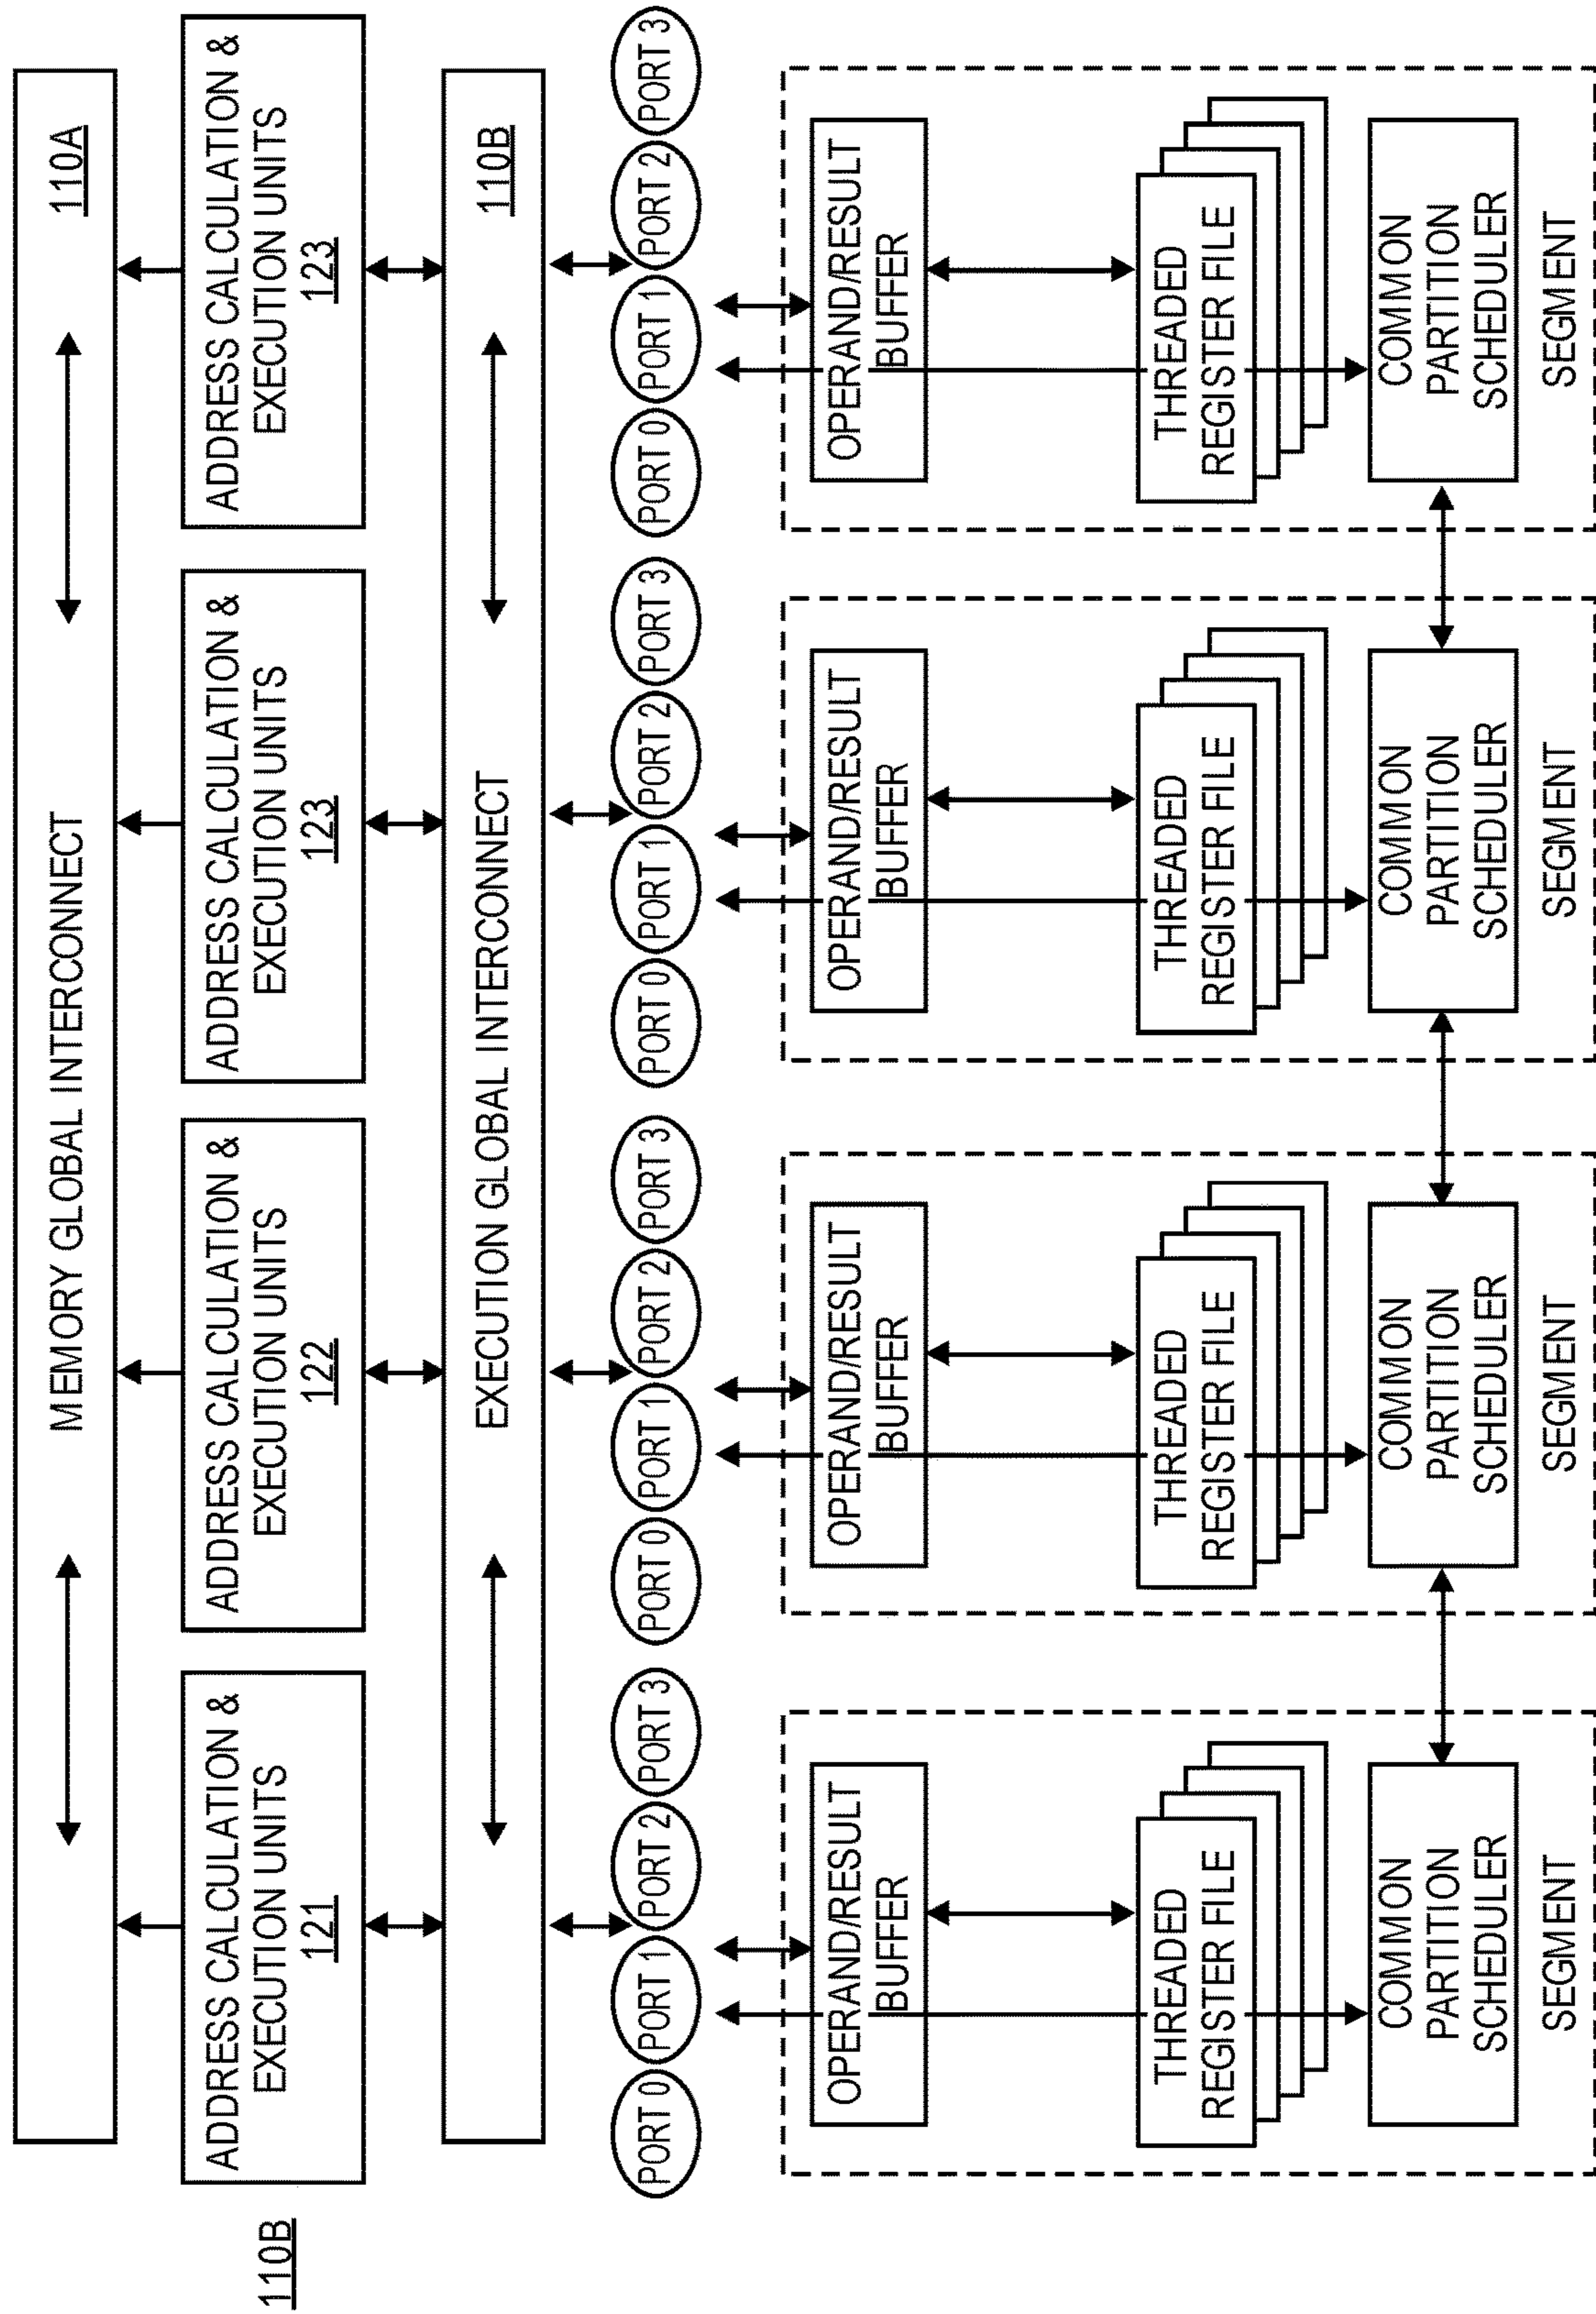 110B
MEMORY GLOBAL INTERCONNECT
110A
ADDRESS CALCULATION &
EXECUTION UNITS
121
ADDRESS CALCULATION &
EXECUTION UNITS
122
ADDRESS CALCULATION &
EXECUTION UNITS
123
ADDRESS CALCULATION &
EXECUTION UNITS
123
EXECUTION GLOBAL INTERCONNECT
110B
PORT 0
PORT 1
PORT 2
PORT 3
PORT 0
PORT 1
PORT 2
PORT 3
PORT 0
PORT 1
PORT 2
PORT 3
PORT 0
PORT 1
PORT 2
PORT 3
OPERAND/RESULT
BUFFER
THREADED
REGISTER FILE
COMMON
PARTITION
SCHEDULER
SEGMENT
OPERAND/RESULT
BUFFER
THREADED
REGISTER FILE
COMMON
PARTITION
SCHEDULER
SEGMENT
OPERAND/RESULT
BUFFER
THREADED
REGISTER FILE
COMMON
PARTITION
SCHEDULER
SEGMENT
OPERAND/RESULT
BUFFER
THREADED
REGISTER FILE
COMMON
PARTITION
SCHEDULER
SEGMENT